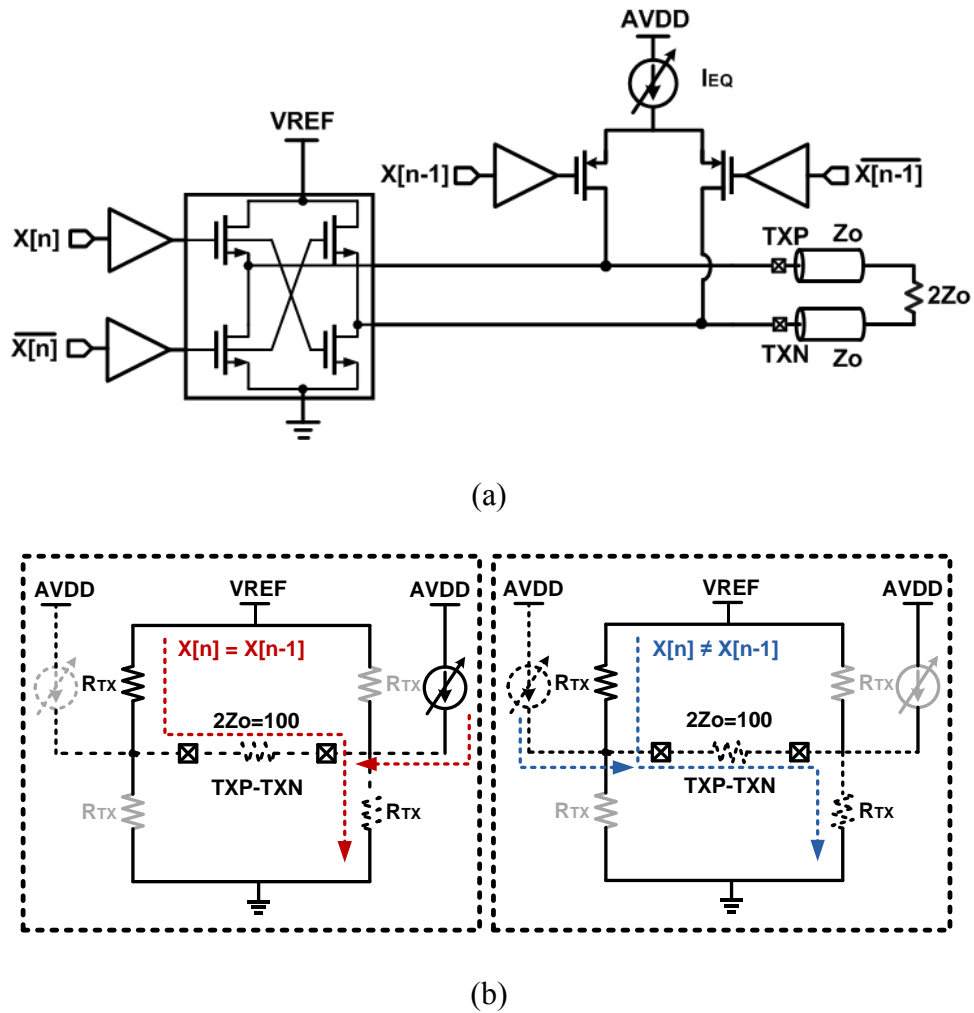 AVDD
IEQ
VREF
X[n-1]
X[n-1]
X[n]
TXP
Zo
2Zo
X[n]
TXN
Zo
(a)
AVDD
VREF
AVDD
X[n] = X[n-1]
RTX
RTX
2Zo=100
TXP-TXN
RTX
RTX
AVDD
VREF
AVDD
X[n] ≠ X[n-1]
RTX
RTX
2Zo=100
TXP-TXN
RTX
RTX
(b)